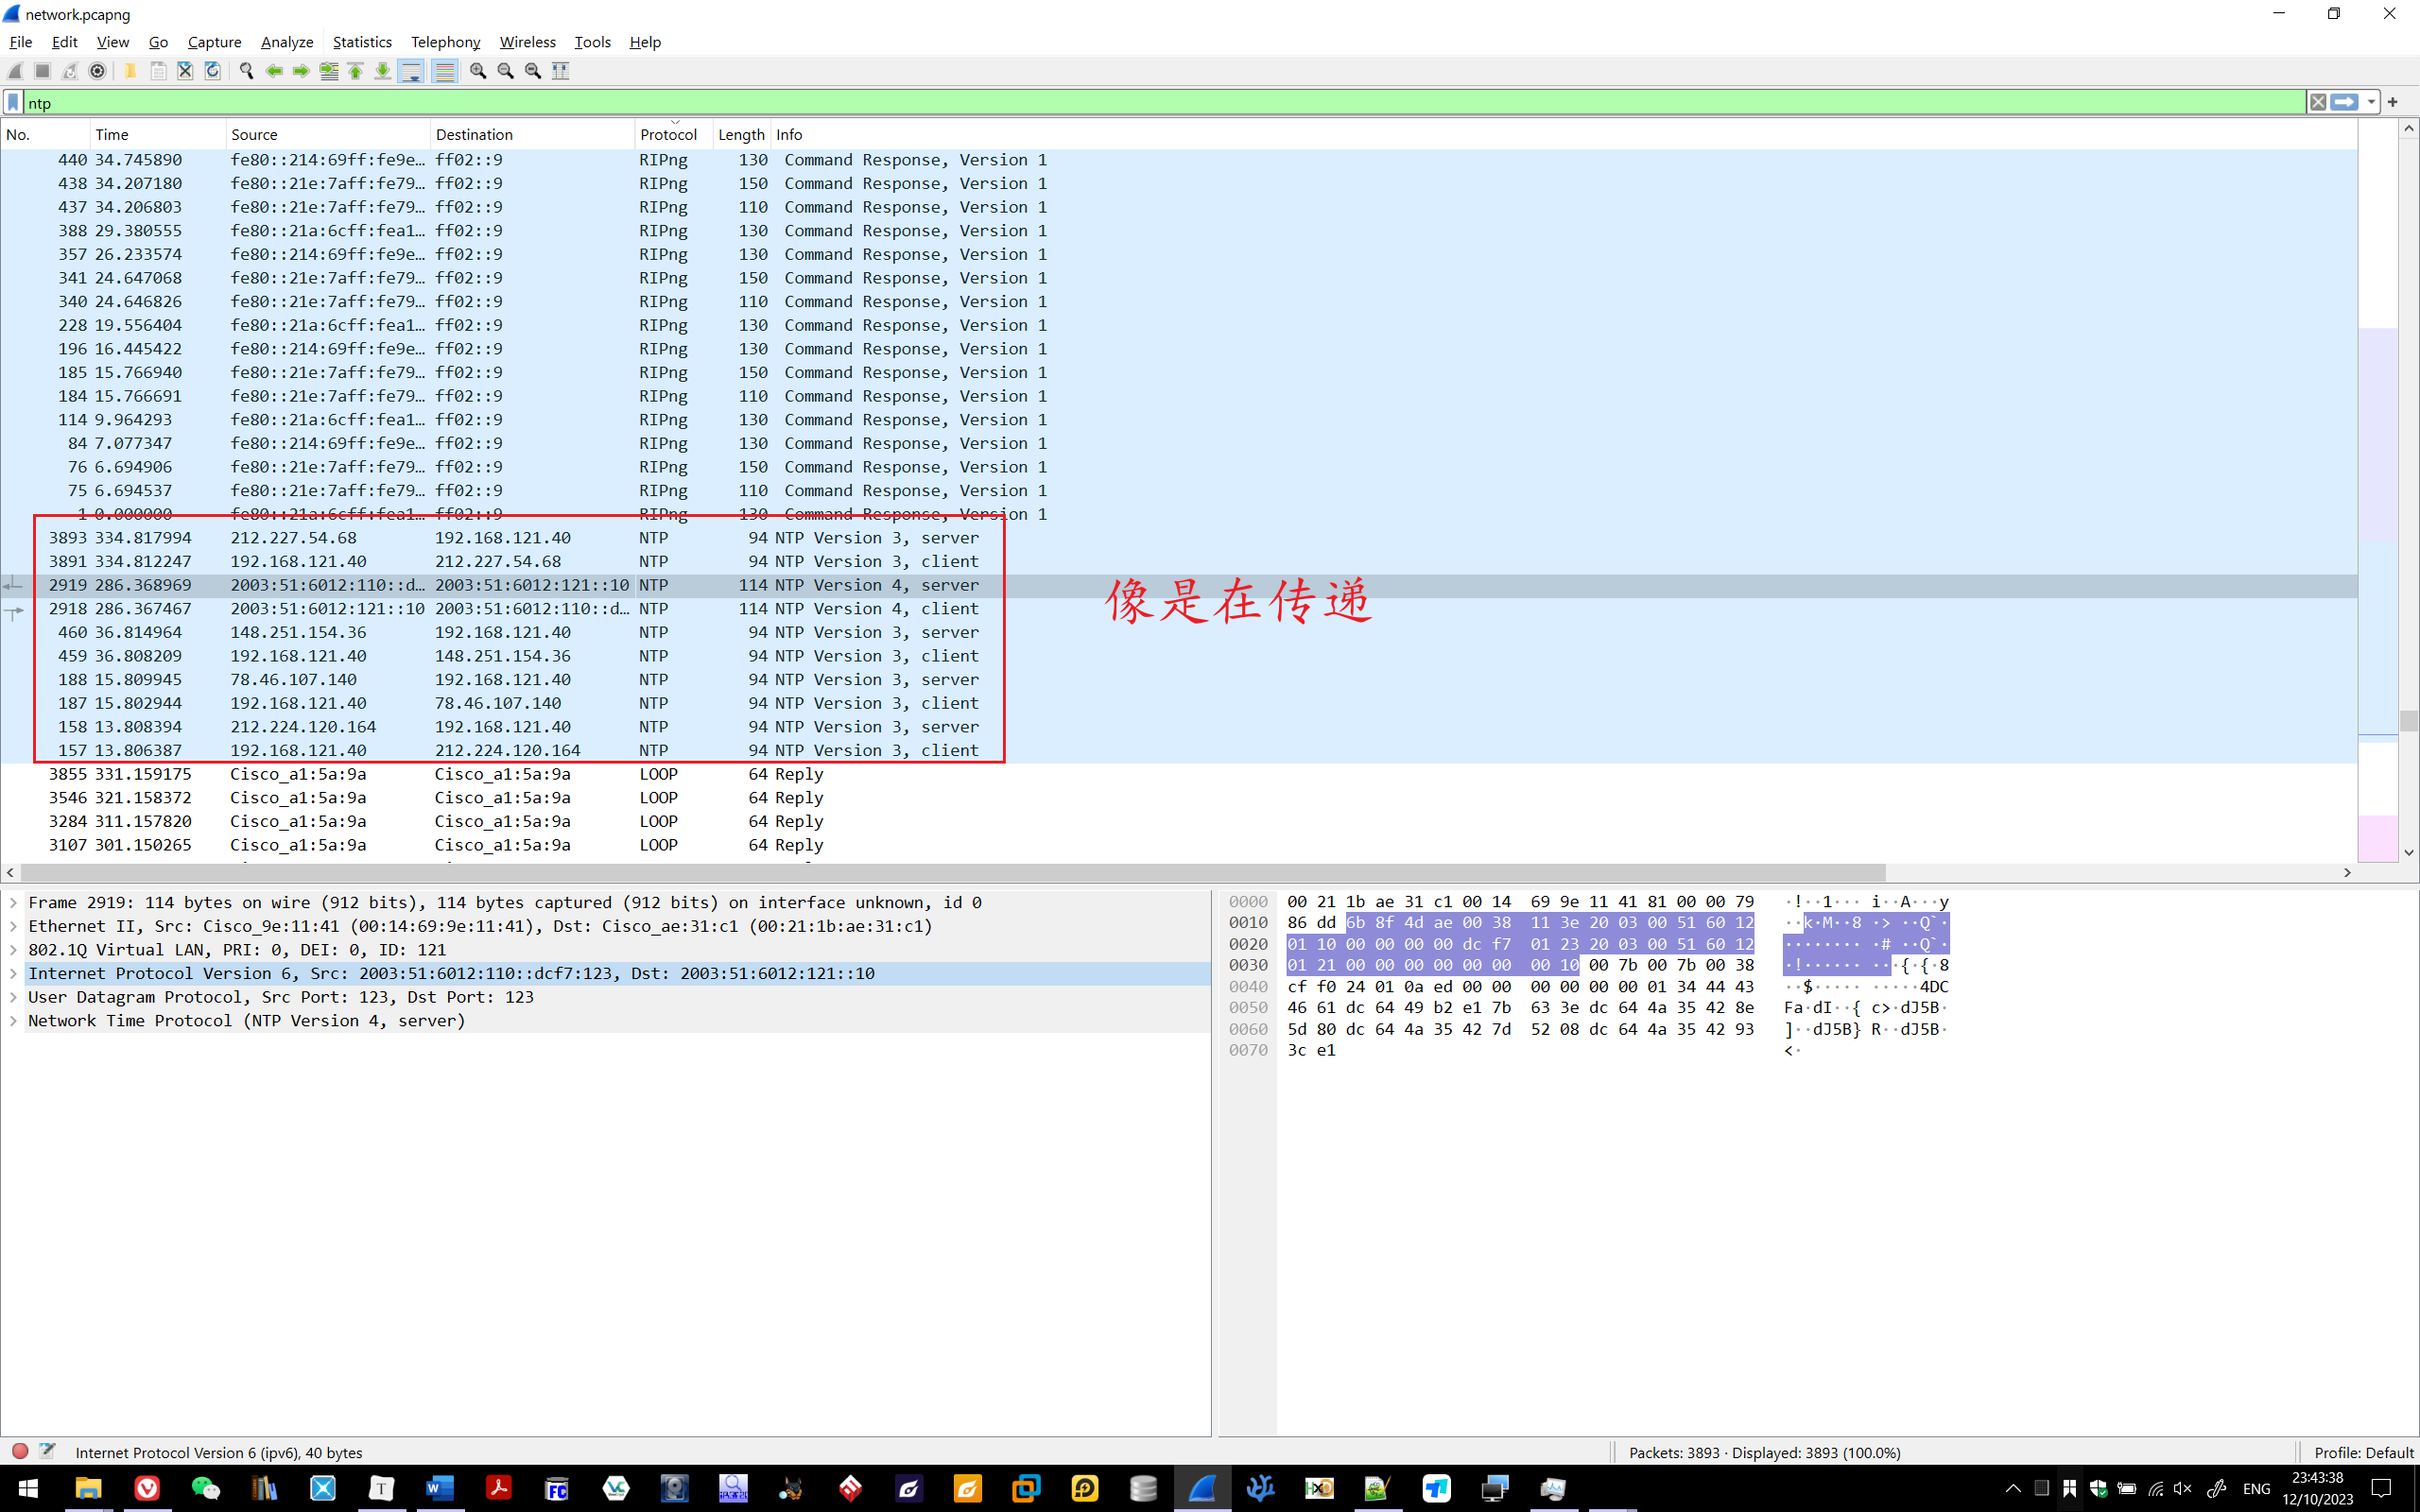 network.pcapng
File Edit View Go Capture Analyze Statistics Telephony Wireless Tools Help
ntp
No. Time Source Destination Protocol Length Info
440 34.745890 fe80::214:69ff:fe9e… ff02::9 RIPng 130 Command Response, Version 1
438 34.207180 fe80::21e:7aff:fe79… ff02::9 RIPng 150 Command Response, Version 1
437 34.206803 fe80::21e:7aff:fe79… ff02::9 RIPng 110 Command Response, Version 1
388 29.380555 fe80::21a:6cff:fea1… ff02::9 RIPng 130 Command Response, Version 1
357 26.233574 fe80::214:69ff:fe9e… ff02::9 RIPng 130 Command Response, Version 1
341 24.647068 fe80::21e:7aff:fe79… ff02::9 RIPng 150 Command Response, Version 1
340 24.646826 fe80::21e:7aff:fe79… ff02::9 RIPng 110 Command Response, Version 1
228 19.556404 fe80::21a:6cff:fea1… ff02::9 RIPng 130 Command Response, Version 1
196 16.445422 fe80::214:69ff:fe9e… ff02::9 RIPng 130 Command Response, Version 1
185 15.766940 fe80::21e:7aff:fe79… ff02::9 RIPng 150 Command Response, Version 1
184 15.766691 fe80::21e:7aff:fe79… ff02::9 RIPng 110 Command Response, Version 1
114 9.964293 fe80::21a:6cff:fea1… ff02::9 RIPng 130 Command Response, Version 1
84 7.077347 fe80::214:69ff:fe9e… ff02::9 RIPng 130 Command Response, Version 1
76 6.694906 fe80::21e:7aff:fe79… ff02::9 RIPng 150 Command Response, Version 1
75 6.694537 fe80::21e:7aff:fe79… ff02::9 RIPng 110 Command Response, Version 1
1 0.000000 fe80::21a:6cff:fea1… ff02::9 RIPng 130 Command Response, Version 1
3893 334.817994 212.227.54.68 192.168.121.40 NTP 94 NTP Version 3, server
3891 334.812247 192.168.121.40 212.227.54.68 NTP 94 NTP Version 3, client
2919 286.368969 2003:51:6012:110::d… 2003:51:6012:121::10 NTP 114 NTP Version 4, server
像是在传递
2918 286.367467 2003:51:6012:121::10 2003:51:6012:110::d… NTP 114 NTP Version 4, client
460 36.814964 148.251.154.36 192.168.121.40 NTP 94 NTP Version 3, server
459 36.808209 192.168.121.40 148.251.154.36 NTP 94 NTP Version 3, client
188 15.809945 78.46.107.140 192.168.121.40 NTP 94 NTP Version 3, server
187 15.802944 192.168.121.40 78.46.107.140 NTP 94 NTP Version 3, client
158 13.808394 212.224.120.164 192.168.121.40 NTP 94 NTP Version 3, server
157 13.806387 192.168.121.40 212.224.120.164 NTP 94 NTP Version 3, client
3855 331.159175 Cisco_a1:5a:9a Cisco_a1:5a:9a LOOP 64 Reply
3546 321.158372 Cisco_a1:5a:9a Cisco_a1:5a:9a LOOP 64 Reply
3284 311.157820 Cisco_a1:5a:9a Cisco_a1:5a:9a LOOP 64 Reply
3107 301.150265 Cisco_a1:5a:9a Cisco_a1:5a:9a LOOP 64 Reply
Frame 2919: 114 bytes on wire (912 bits), 114 bytes captured (912 bits) on interface unknown, id 0
Ethernet II, Src: Cisco_9e:11:41 (00:14:69:9e:11:41), Dst: Cisco_ae:31:c1 (00:21:1b:ae:31:c1)
802.1Q Virtual LAN, PRI: 0, DEI: 0, ID: 121
Internet Protocol Version 6, Src: 2003:51:6012:110::dcf7:123, Dst: 2003:51:6012:121::10
User Datagram Protocol, Src Port: 123, Dst Port: 123
Network Time Protocol (NTP Version 4, server)
0000 00 21 1b ae 31 c1 00 14 69 9e 11 41 81 00 00 79 ·!··1··· i··A···y
0010 86 dd 6b 8f 4d ae 00 38 11 3e 20 03 00 51 60 12 ··k·M··8 ·> ··Q`·
0020 01 10 00 00 00 00 dc f7 01 23 20 03 00 51 60 12 ········ ·# ··Q`·
0030 01 21 00 00 00 00 00 00 00 10 00 7b 00 7b 00 38 ·!······ ···{·{·8
0040 cf f0 24 01 0a ed 00 00 00 00 00 00 01 34 44 43 ··$····· ·····4DC
0050 46 61 dc 64 49 b2 e1 7b 63 3e dc 64 4a 35 42 8e Fa·dI··{ c>·dJ5B·
0060 5d 80 dc 64 4a 35 42 7d 52 08 dc 64 4a 35 42 93 ]··dJ5B} R··dJ5B·
0070 3c e1 <·
Internet Protocol Version 6 (ipv6), 40 bytes
Packets: 3893 · Displayed: 3893 (100.0%)
Profile: Default
ENG
23:43:38
12/10/2023